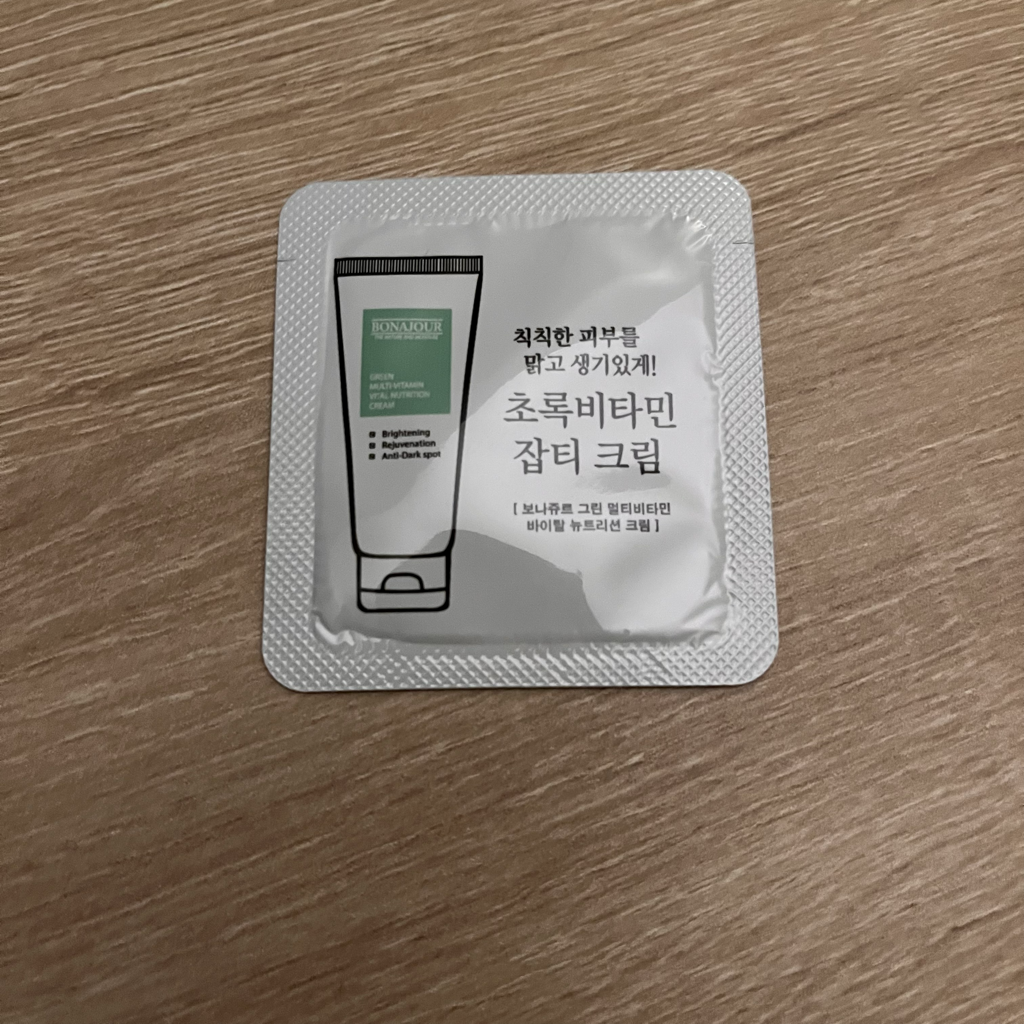 BONAJOUR
GREEN
MULTI VITAMIN
VITAL NUTRITION
CREAM
Brightening
Rejuvenation
Anti-Dark spot
칙칙한 피부를
맑고 생기있게!
초록비타민
잡티 크림
[ 보나쥬르 그린 멀티비타민
바이탈 뉴트리션 크림 ]